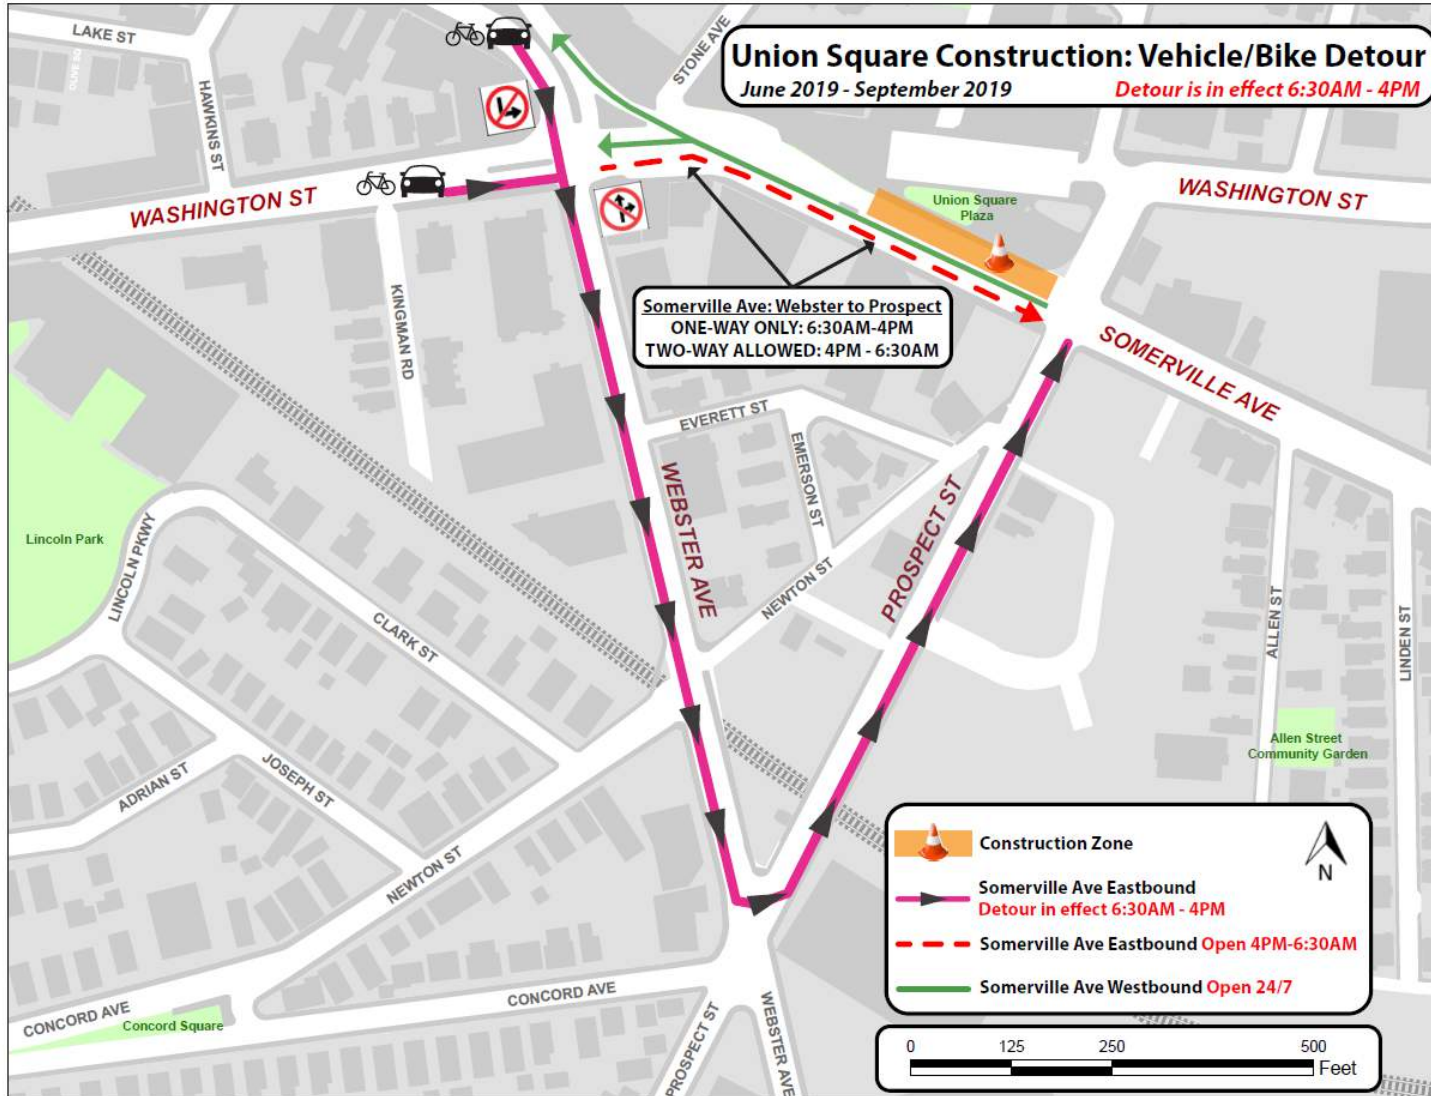 Union Square Construction: Vehicle/Bike Detour
June 2019 - September 2019
Detour is in effect 6:30AM - 4PM
LAKE ST
OLIVE SQ
HAWKINS ST
STONE AVE
WASHINGTON ST
WASHINGTON ST
Union Square
Plaza
KINGMAN RD
Somerville Ave: Webster to Prospect
ONE-WAY ONLY: 6:30AM-4PM
TWO-WAY ALLOWED: 4PM - 6:30AM
SOMERVILLE AVE
EVERETT ST
EMERSON ST
WEBSTER AVE
PROSPECT ST
NEWTON ST
Lincoln Park
LINCOLN PKWY
CLARK ST
ALLEN ST
LINDEN ST
Allen Street
Community Garden
ADRIAN ST
JOSEPH ST
NEWTON ST
CONCORD AVE
Concord Square
CONCORD AVE
PROSPECT ST
WEBSTER AVE
Construction Zone
N
Somerville Ave Eastbound
Detour in effect 6:30AM - 4PM
Somerville Ave Eastbound Open 4PM-6:30AM
Somerville Ave Westbound Open 24/7
0 125 250 500
Feet